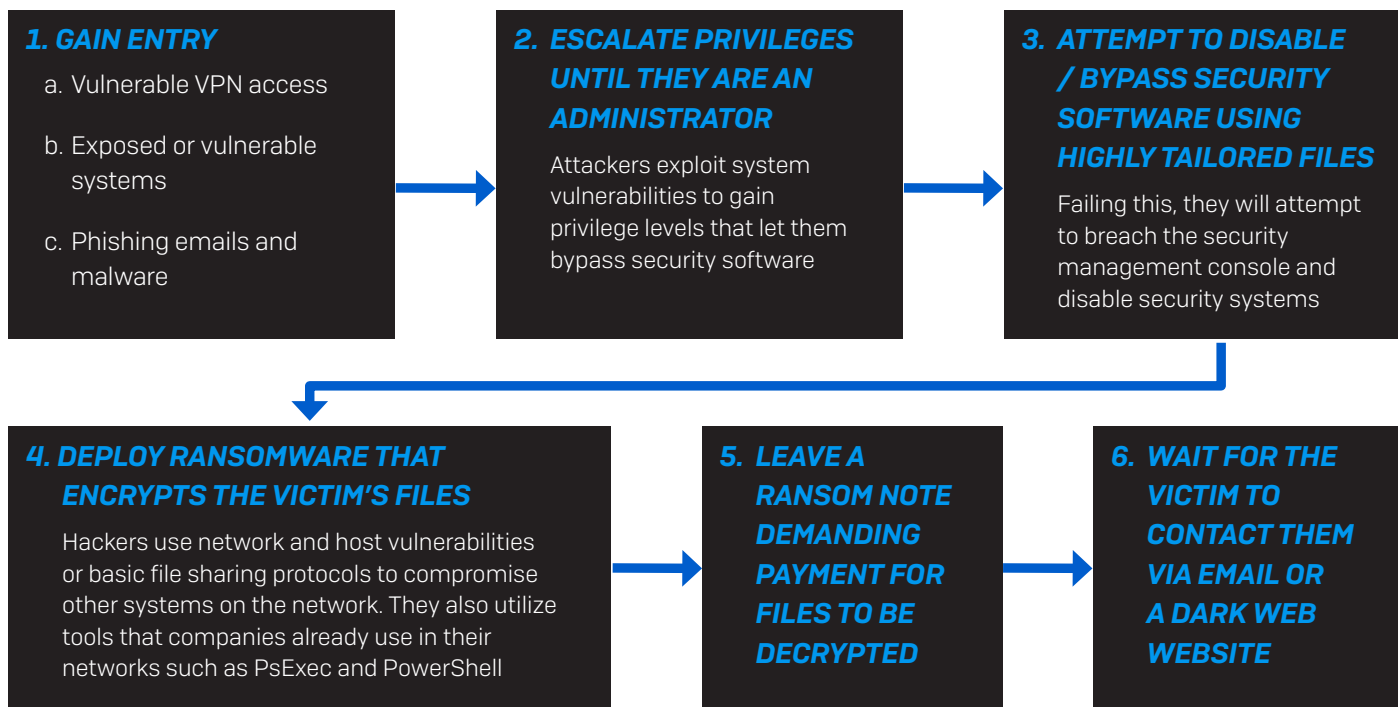 1. GAIN ENTRY
a. Vulnerable VPN access
b. Exposed or vulnerable
systems
c. Phishing emails and
malware
2. ESCALATE PRIVILEGES
UNTIL THEY ARE AN
ADMINISTRATOR
Attackers exploit system
vulnerabilities to gain
privilege levels that let them
bypass security software
3. ATTEMPT TO DISABLE
/ BYPASS SECURITY
SOFTWARE USING
HIGHLY TAILORED FILES
Failing this, they will attempt
to breach the security
management console and
disable security systems
4. DEPLOY RANSOMWARE THAT
ENCRYPTS THE VICTIM'S FILES
Hackers use network and host vulnerabilities
or basic file sharing protocols to compromise
other systems on the network. They also utilize
tools that companies already use in their
networks such as PsExec and PowerShell
5. LEAVE A
RANSOM NOTE
DEMANDING
PAYMENT FOR
FILES TO BE
DECRYPTED
6. WAIT FOR THE
VICTIM TO
CONTACT THEM
VIA EMAIL OR
A DARK WEB
WEBSITE